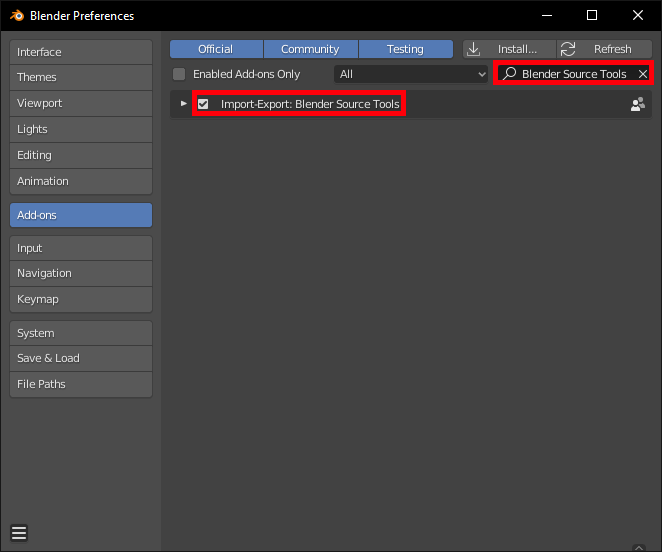 Blender Preferences
Interface
Themes
Viewport
Lights
Editing
Animation
Add-ons
Input
Navigation
Keymap
System
Save & Load
File Paths
Official Community Testing Install... Refresh
Enabled Add-ons Only All Blender Source Tools
Import-Export: Blender Source Tools